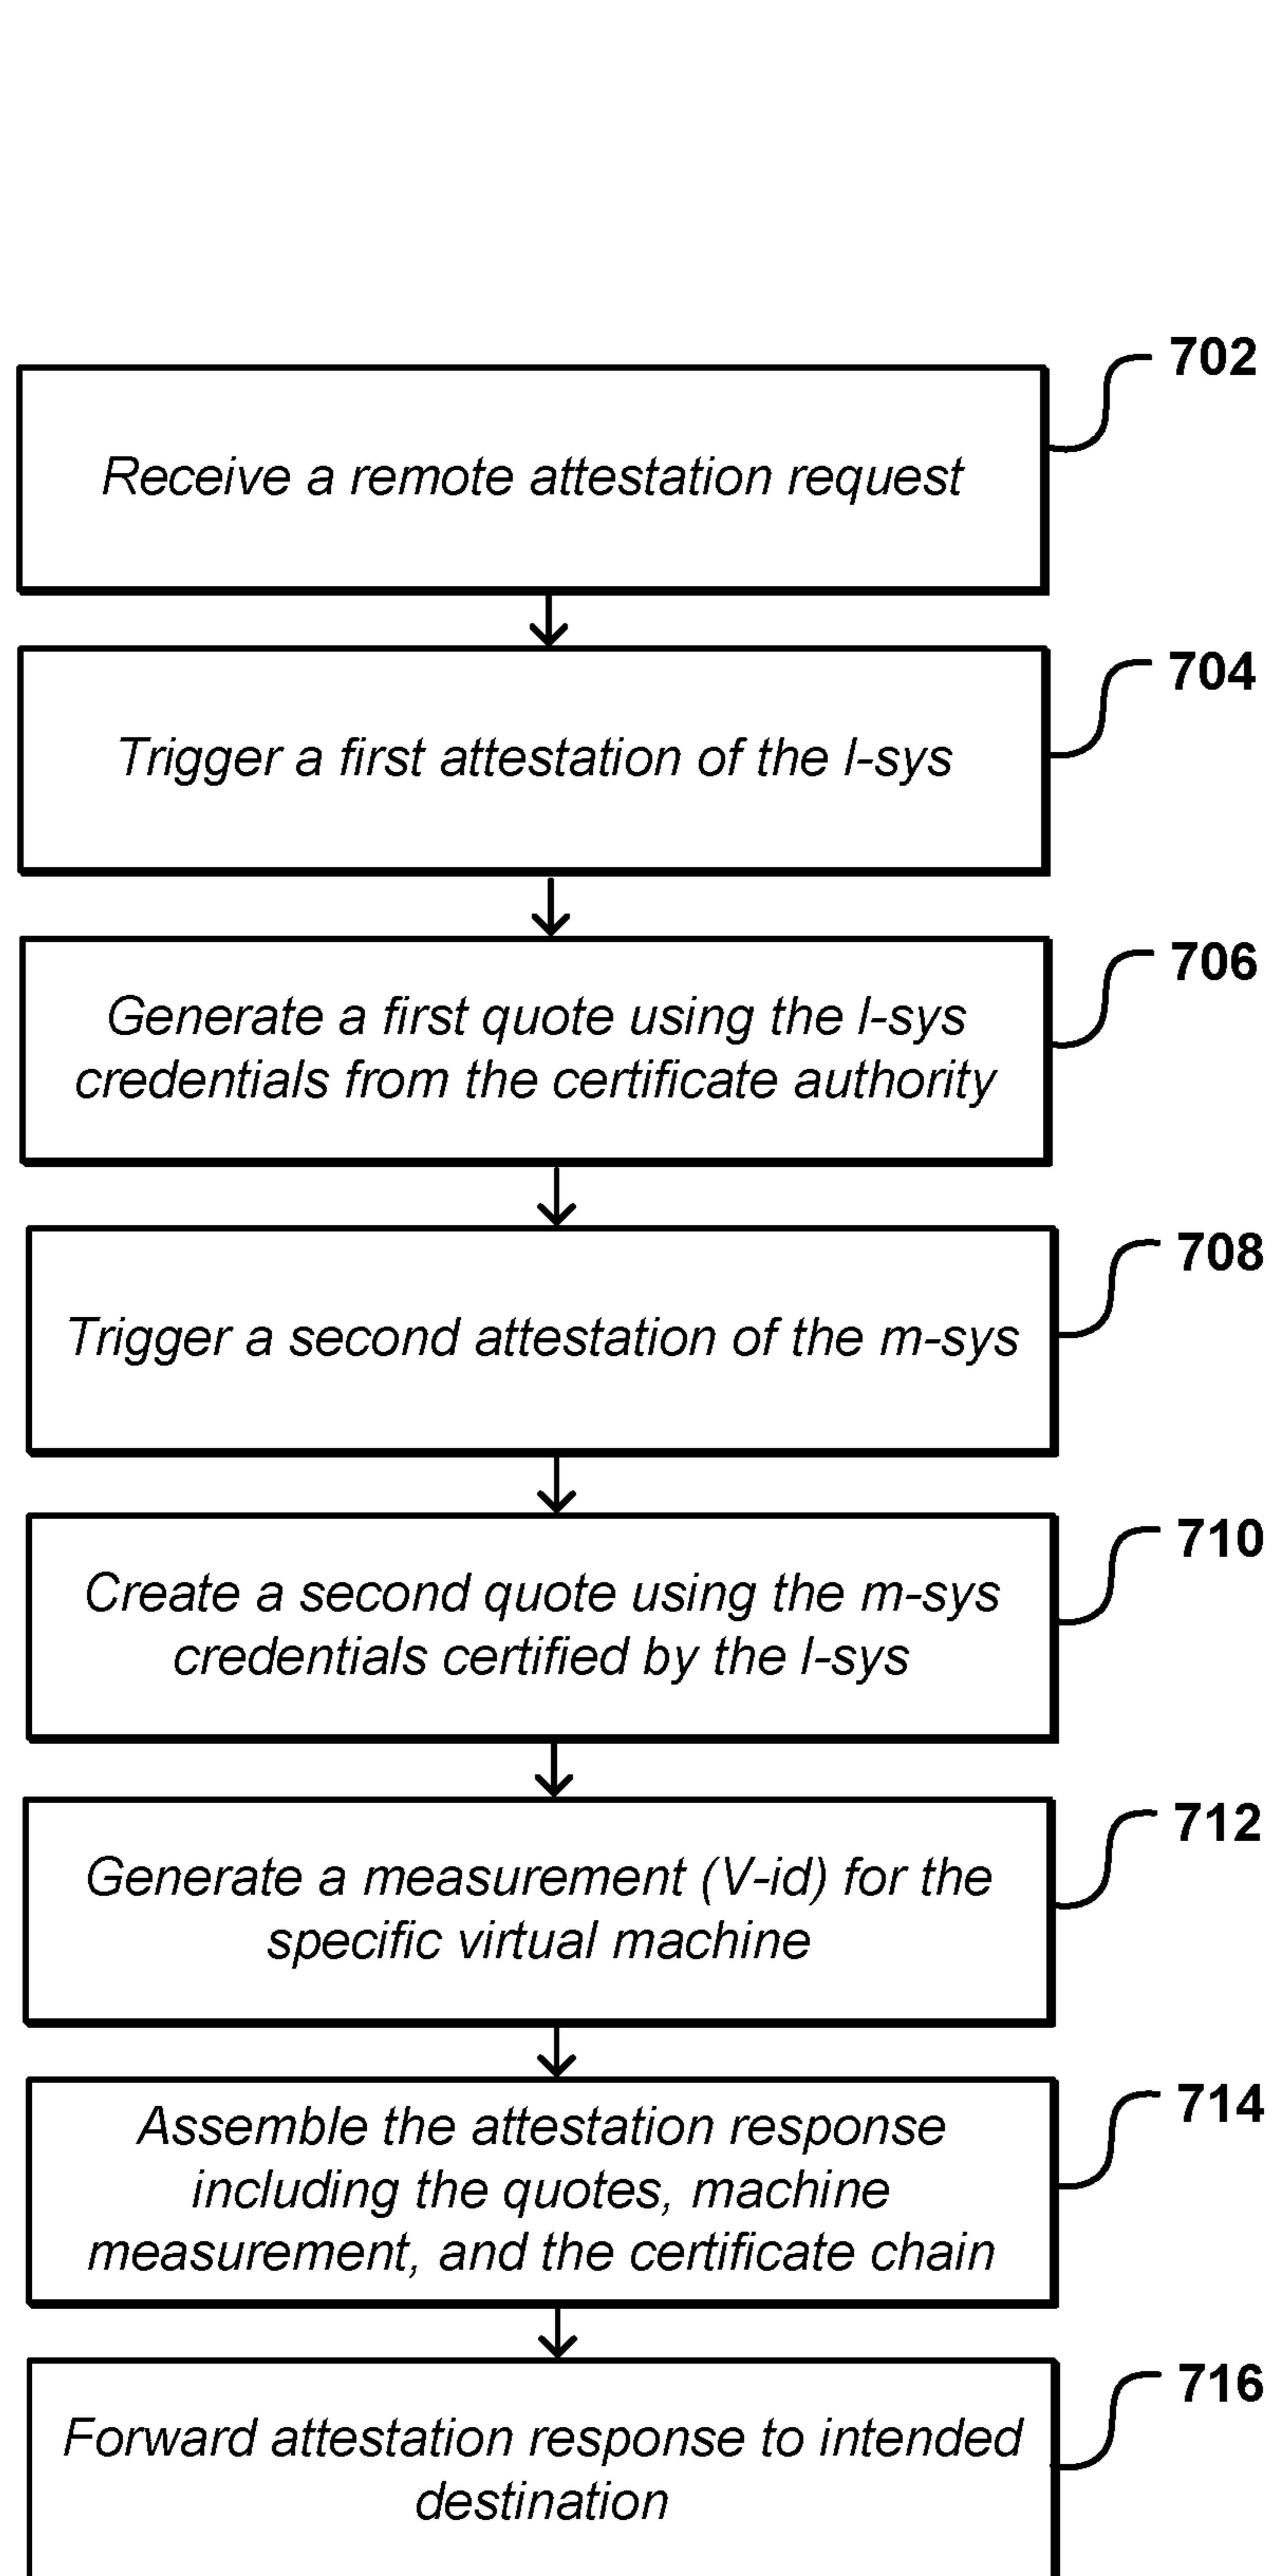 702
Receive a remote attestation request
704
Trigger a first attestation of the l-sys
706
Generate a first quote using the l-sys
credentials from the certificate authority
708
Trigger a second attestation of the m-sys
710
Create a second quote using the m-sys
credentials certified by the l-sys
712
Generate a measurement (V-id) for the
specific virtual machine
714
Assemble the attestation response
including the quotes, machine
measurement, and the certificate chain
716
Forward attestation response to intended
destination